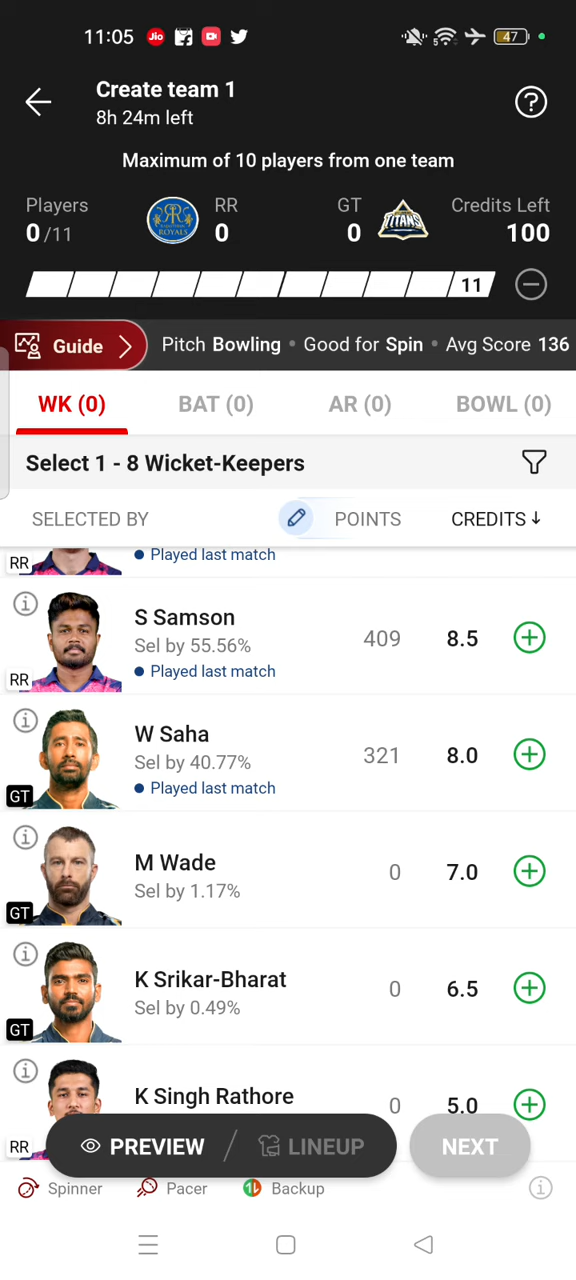 11:05 Jio 47
Create team 1
8h 24m left
Maximum of 10 players from one team
Players RR GT Credits Left
0/11 0 0 100
11
Guide Pitch Bowling • Good for Spin • Avg Score 136
WK (0) BAT (0) AR (0) BOWL (0)
Select 1 - 8 Wicket-Keepers
SELECTED BY POINTS CREDITS ↓
RR • Played last match
S Samson
Sel by 55.56% 409 8.5
RR • Played last match
W Saha
Sel by 40.77% 321 8.0
GT • Played last match
M Wade
Sel by 1.17% 0 7.0
GT
K Srikar-Bharat
Sel by 0.49% 0 6.5
GT
K Singh Rathore
0 5.0
RR PREVIEW / LINEUP NEXT
Spinner Pacer Backup